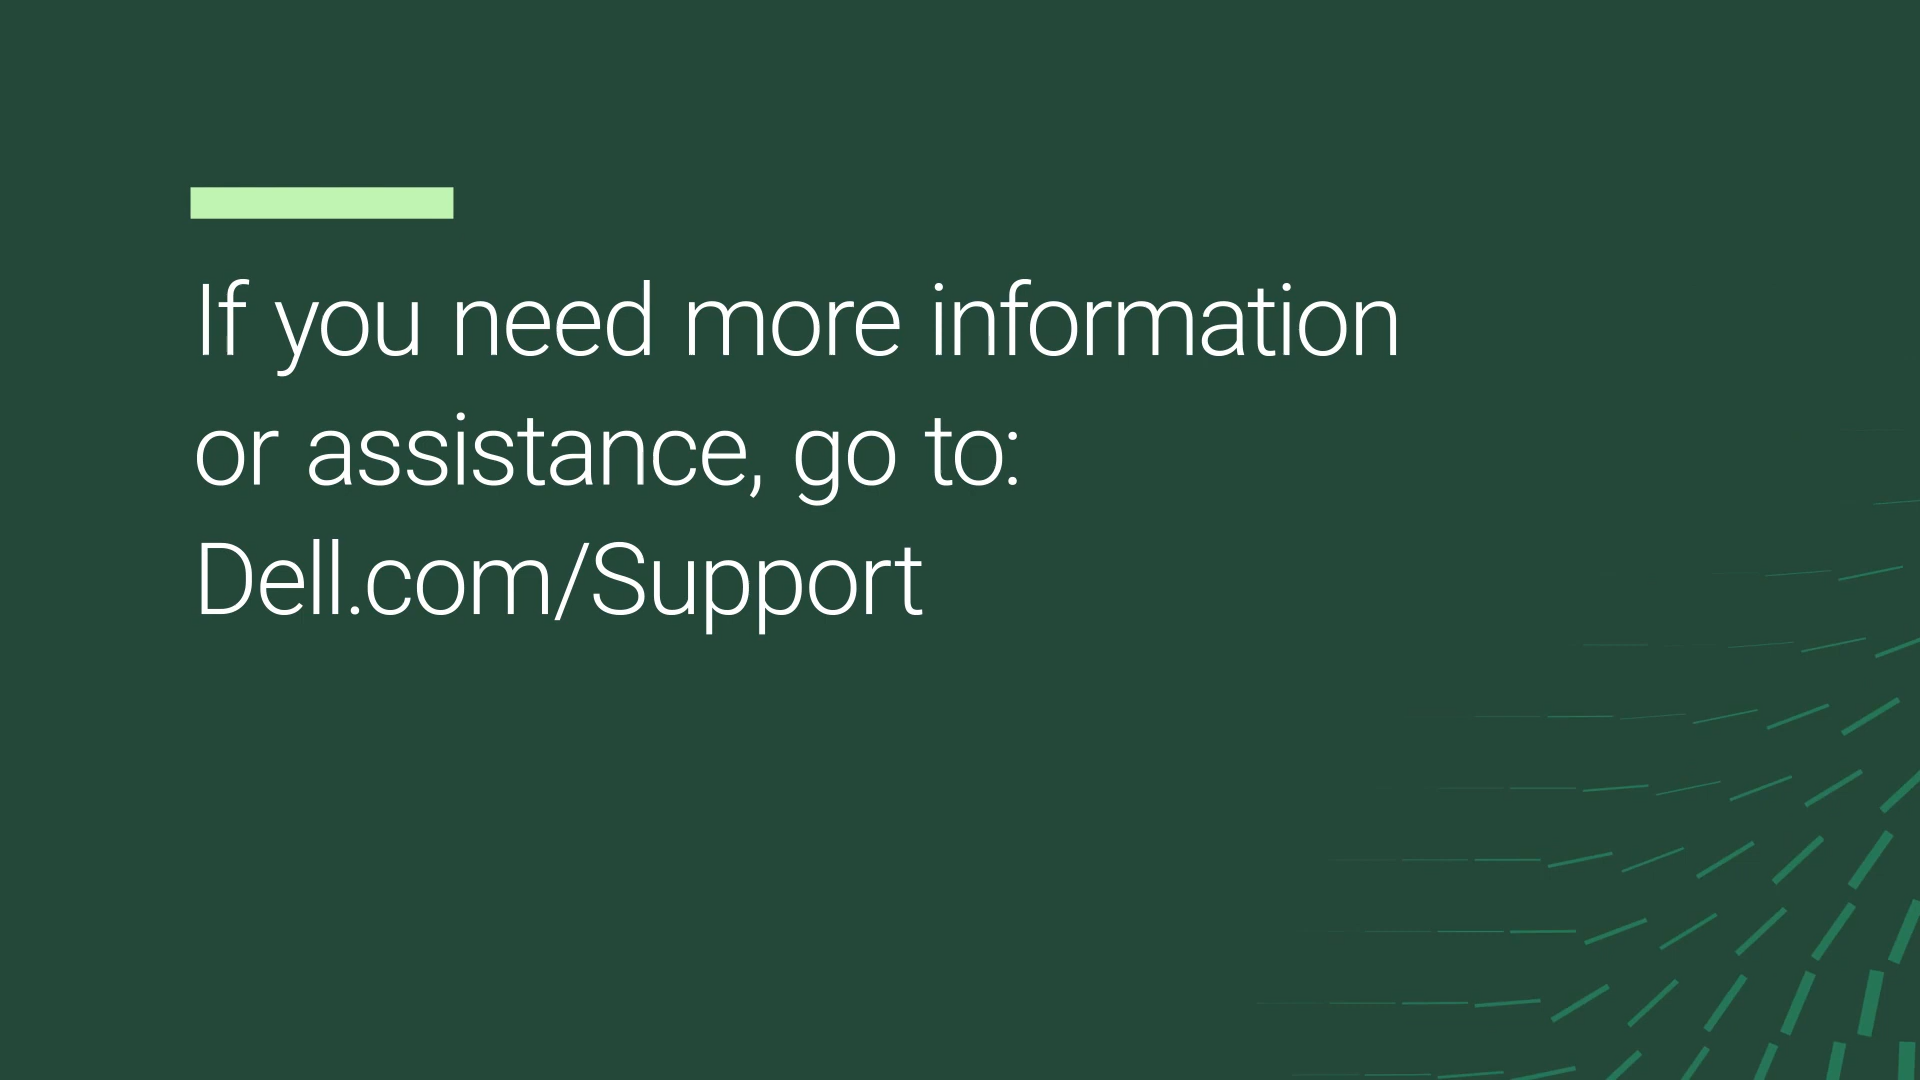 If you need more information
or assistance, go to:
Dell.com/Support